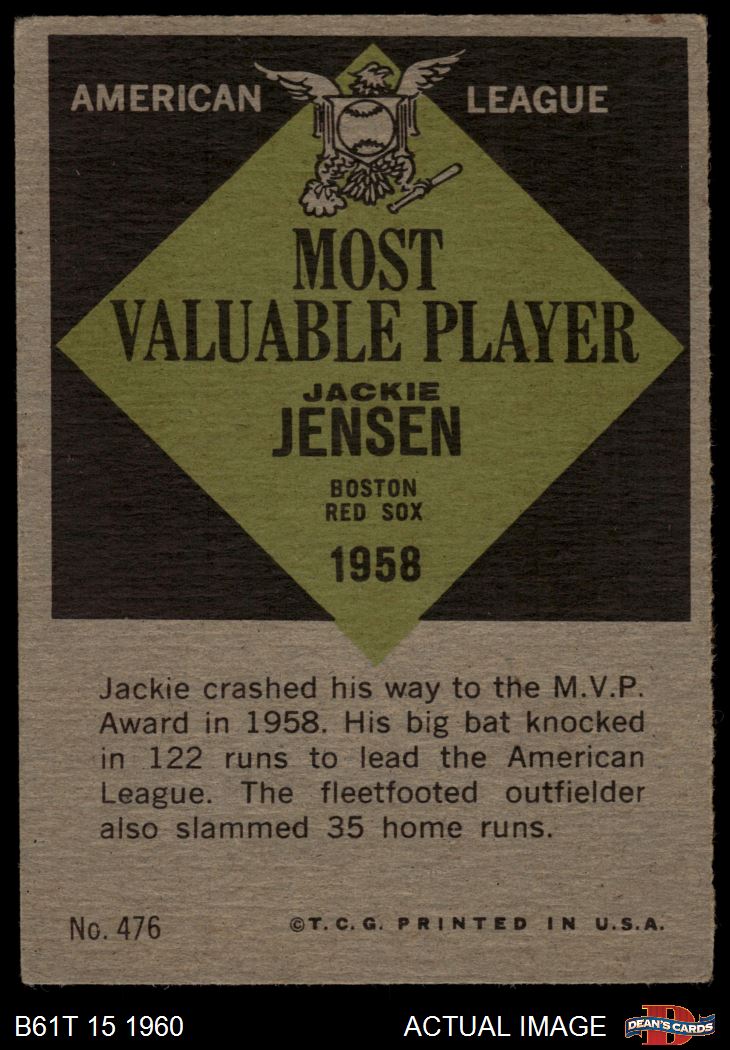 AMERICAN LEAGUE
MOST
VALUABLE PLAYER
JACKIE
JENSEN
BOSTON
RED SOX
1958
Jackie crashed his way to the M.V.P.
Award in 1958. His big bat knocked
in 122 runs to lead the American
League. The fleetfooted outfielder
also slammed 35 home runs.
No. 476 ©T.C.G. PRINTED IN U.S.A.
B61T 15 1960 ACTUAL IMAGE D DEAN'S CARDS